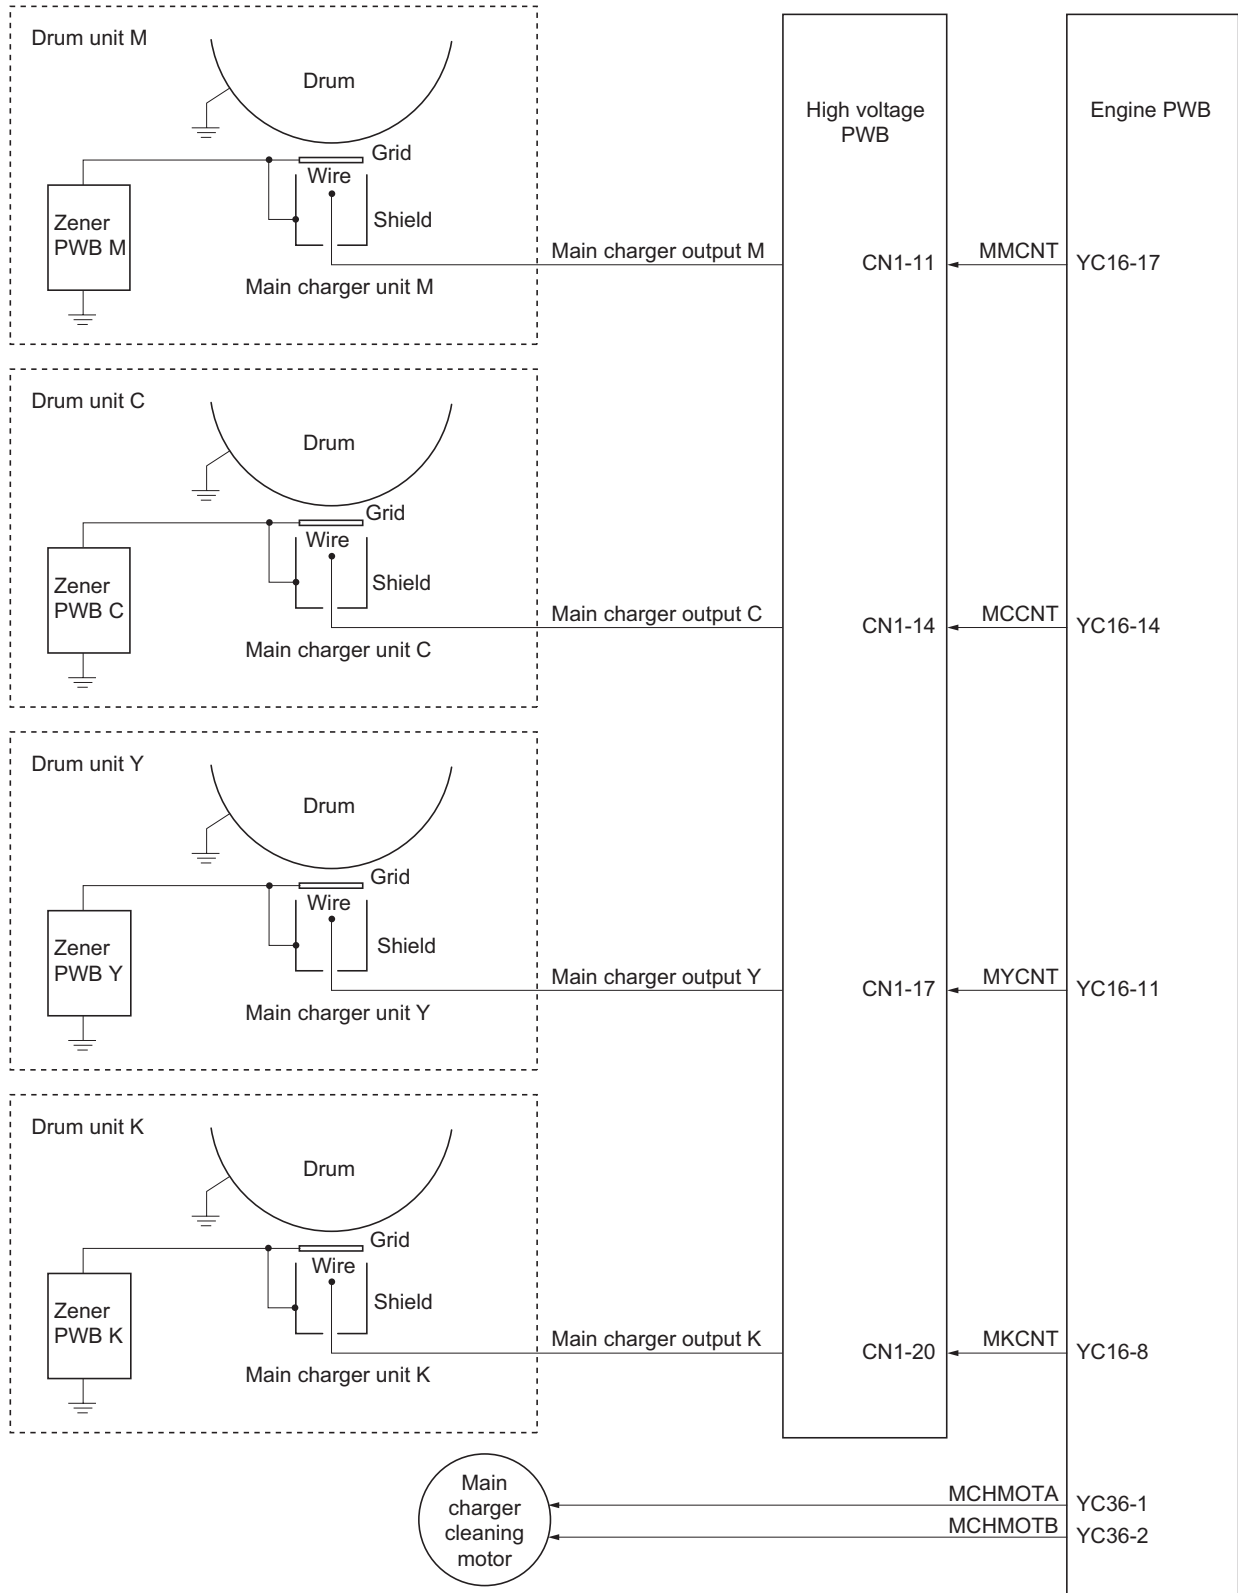 Drum unit M
Drum
High voltage
PWB
Engine PWB
Grid
Wire
Zener
PWB M
Shield
Main charger output M
CN1-11
MMCNT
YC16-17
Main charger unit M
Drum unit C
Drum
Grid
Wire
Zener
PWB C
Shield
Main charger output C
CN1-14
MCCNT
YC16-14
Main charger unit C
Drum unit Y
Drum
Grid
Wire
Zener
PWB Y
Shield
Main charger output Y
CN1-17
MYCNT
YC16-11
Main charger unit Y
Drum unit K
Drum
Grid
Wire
Zener
PWB K
Shield
Main charger output K
CN1-20
MKCNT
YC16-8
Main charger unit K
Main
charger
cleaning
motor
MCHMOTA
YC36-1
MCHMOTB
YC36-2